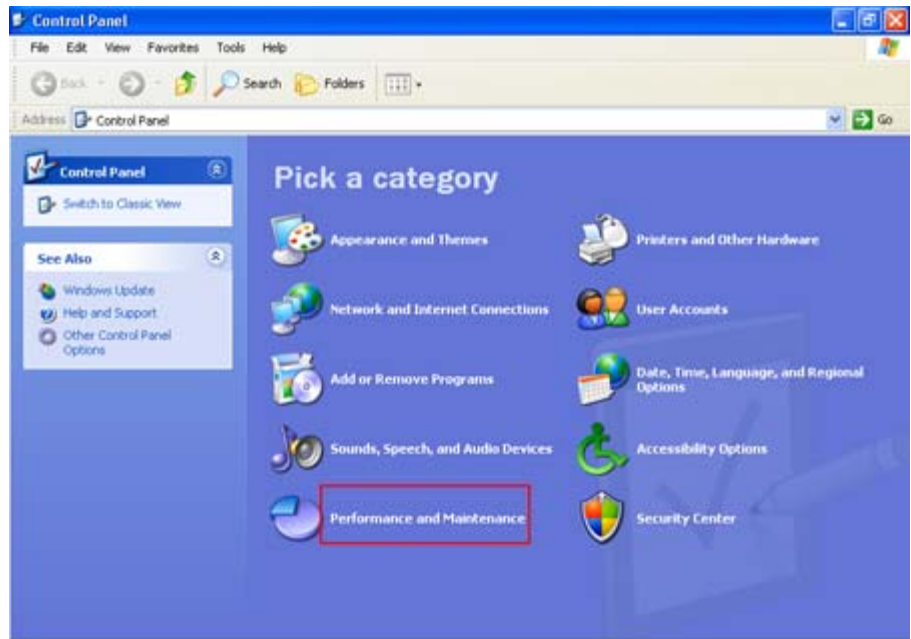 Control Panel
File Edit View Favorites Tools Help
Back Search Folders
Address Control Panel Go
Control Panel
Switch to Classic View
See Also
Windows Update
Help and Support
Other Control Panel
Options
Pick a category
Appearance and Themes
Printers and Other Hardware
Network and Internet Connections
User Accounts
Add or Remove Programs
Date, Time, Language, and Regional
Options
Sounds, Speech, and Audio Devices
Accessibility Options
Performance and Maintenance
Security Center